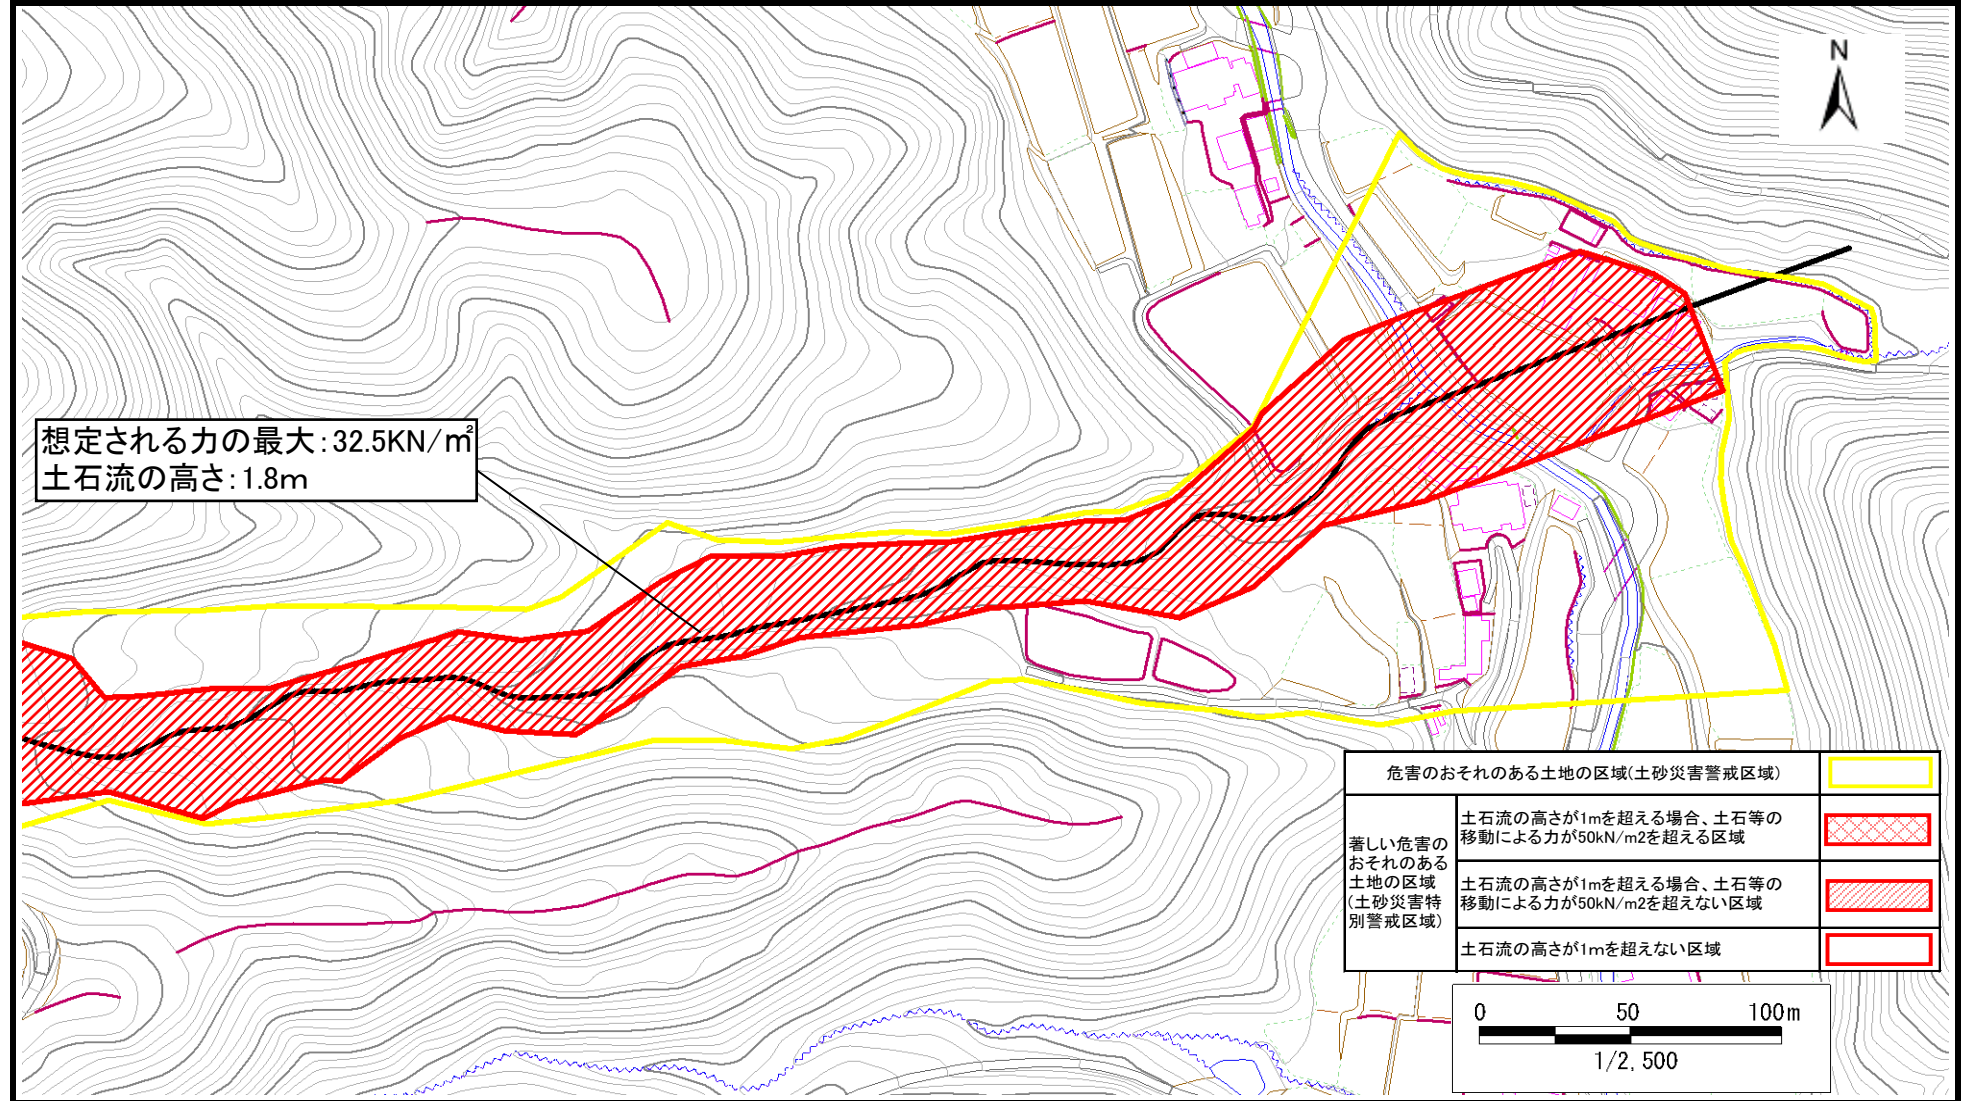 N
想定される力の最大:32.5KN/㎡
土石流の高さ:1.8m
危害のおそれのある土地の区域(土砂災害警戒区域)
著しい危害の
おそれのある
土地の区域
(土砂災害特
別警戒区域)
土石流の高さが1mを超える場合、土石等の
移動による力が50kN/m2を超える区域
土石流の高さが1mを超える場合、土石等の
移動による力が50kN/m2を超えない区域
土石流の高さが1mを超えない区域
0 50 100m
1/2,500